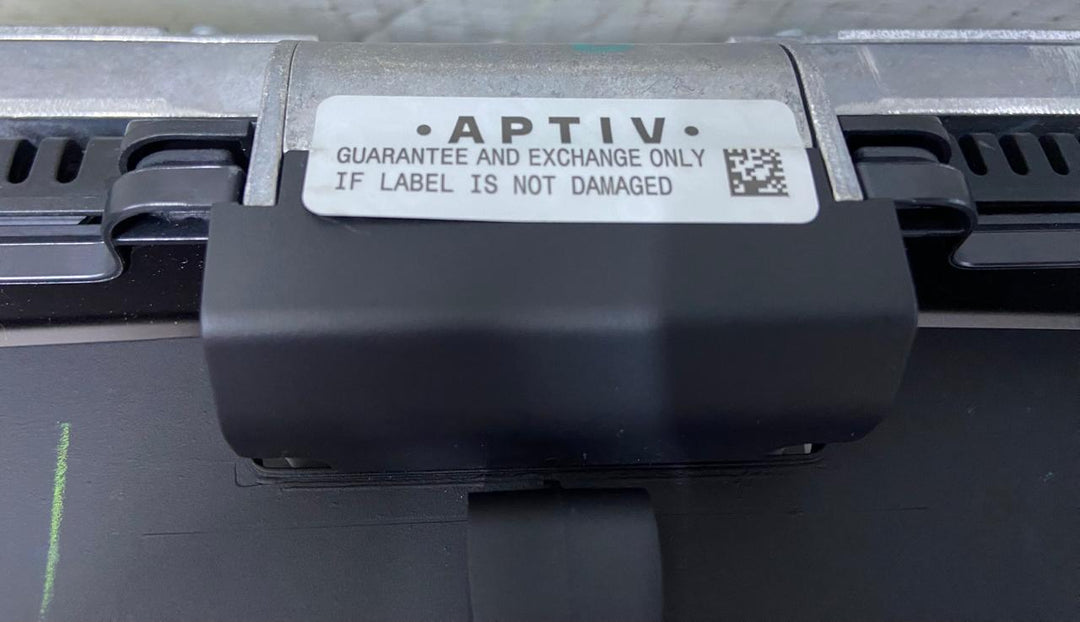 •APTIV•
GUARANTEE AND EXCHANGE ONLY
IF LABEL IS NOT DAMAGED